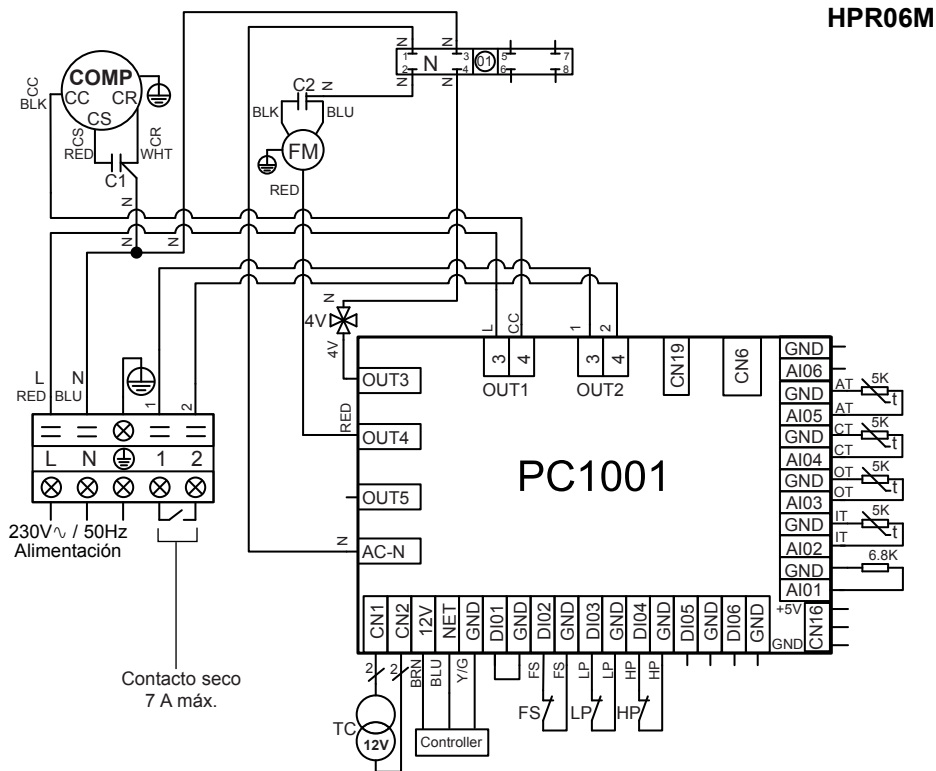 HPR06M
COMP
CC
CR
CS
CC
BLK
CS
RED
CR
WHT
C1
N
N
N
C2
N
BLK
BLU
FM
RED
N
N
1
3
2
4
N
01
5
7
6
8
N
N
L
RED
N
BLU
1
2
L
N
1
2
230V∿ / 50Hz
Alimentación
Contacto seco
7 A máx.
N
4V
4V
RED
N
L
CC
1
2
3
4
OUT1
3
4
OUT2
CN19
CN6
OUT3
OUT4
OUT5
AC-N
PC1001
GND
AI06
GND
AI05
GND
AI04
GND
AI03
GND
AI02
GND
AI01
+5V
GND
CN16
AT
5K
t
AT
CT
5K
t
CT
OT
5K
t
OT
IT
5K
t
IT
6.8K
CN1
CN2
12V
NET
GND
DI01
GND
DI02
GND
DI03
GND
DI04
GND
DI05
GND
DI06
GND
2
2
BRN
BLU
Y/G
FS
FS
LP
LP
HP
HP
TC
12V
Controller
FS
LP
HP